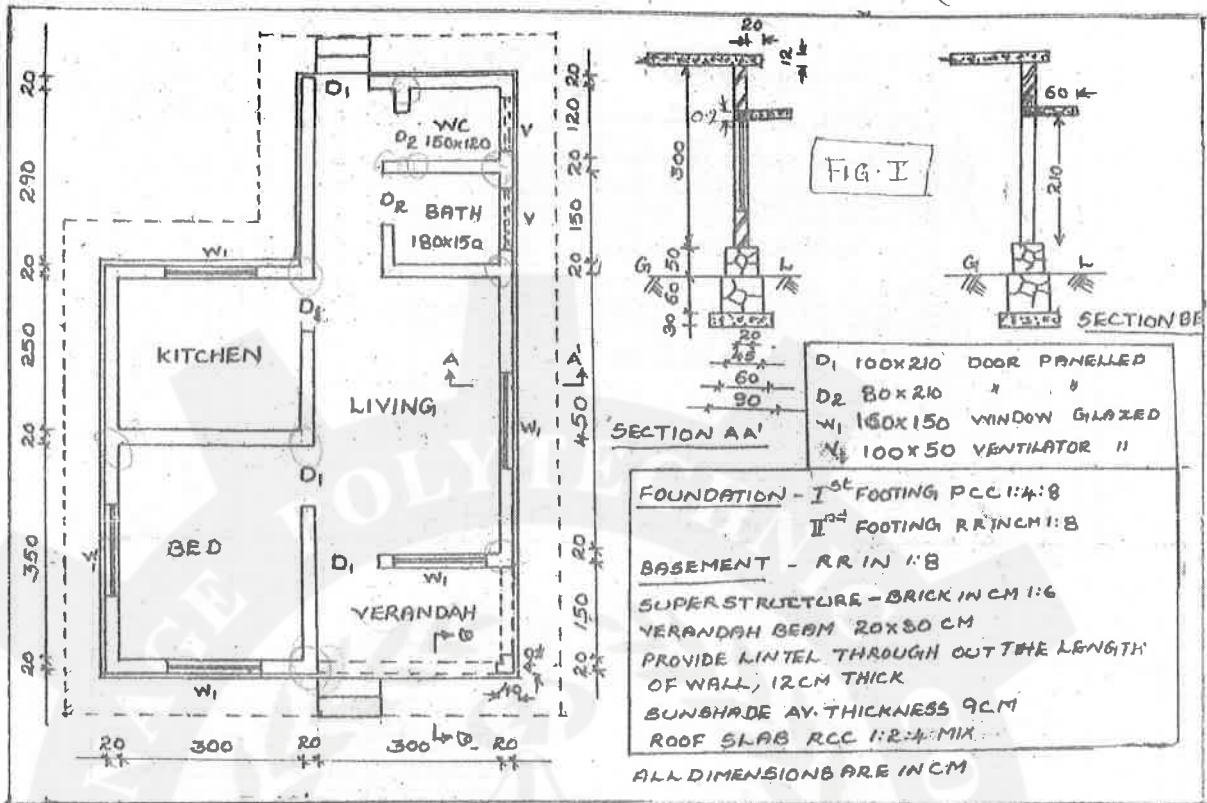 20
290
20
250
20
350
20
D1
WC
D2 150x120
V
D2 BATH
180x150
V
W1
KITCHEN
A
A'
LIVING
W1
D1
BED
D1
W1
VERANDAH
B
40
40
W1
B
20
120
20
150
20
450
20
150
20
20 300 20 300 20
20
12
0.2
300
G L
50
60
30
20
45
60
90
SECTION AA'
FIG. I
60
210
G L
SECTION BB
D1 100x210 DOOR PANELLED
D2 80x210 " "
W1 160x150 WINDOW GLAZED
V 100x50 VENTILATOR "
FOUNDATION - Ist FOOTING PCC 1:4:8
IInd FOOTING RR IN CM 1:8
BASEMENT - RR IN 1:8
SUPERSTRUCTURE - BRICK IN CM 1:6
VERANDAH BEAM 20x30 CM
PROVIDE LINTEL THROUGH OUT THE LENGTH
OF WALL, 12CM THICK
SUNSHADE AV. THICKNESS 9CM
ROOF SLAB RCC 1:2:4 MIX
ALL DIMENSIONS ARE IN CM